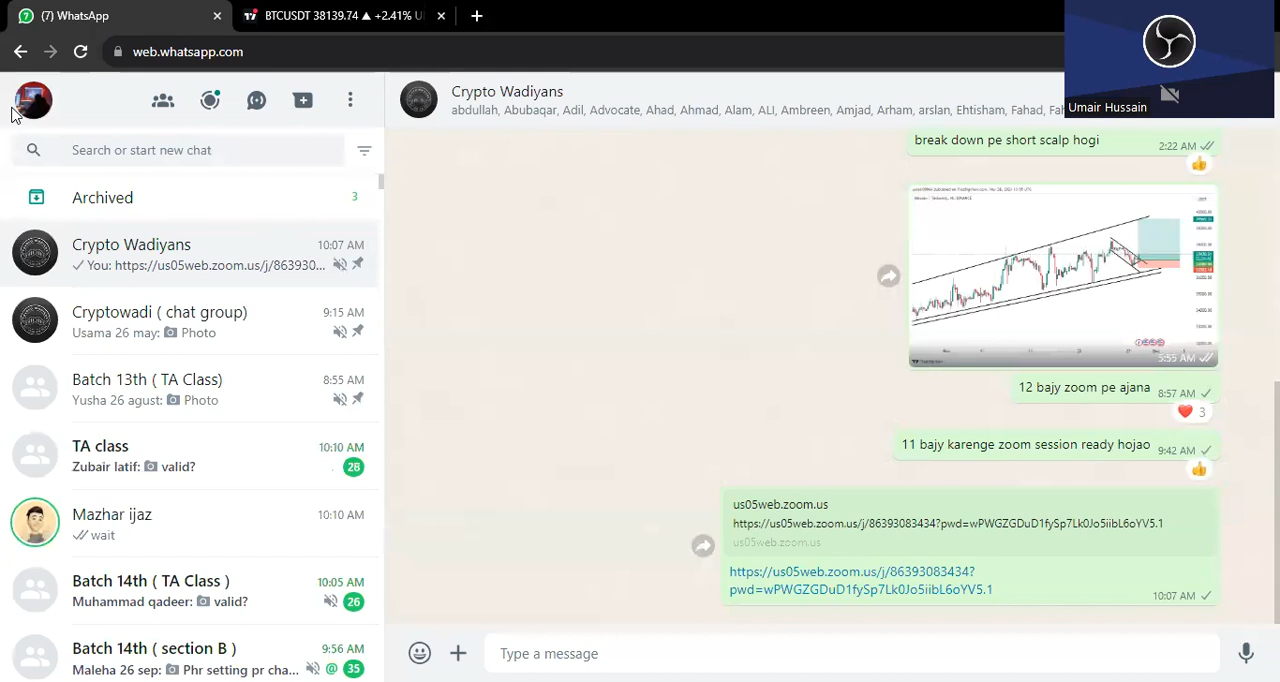 (7) WhatsApp
BTCUSDT 38139.74 ▲ +2.41% U
web.whatsapp.com
Umair Hussain
Crypto Wadiyans
abdullah, Abubaqar, Adil, Advocate, Ahad, Ahmad, Alam, ALI, Ambreen, Amjad, Arham, arslan, Ehtisham, Fahad, Fah
Search or start new chat
Archived 3
Crypto Wadiyans 10:07 AM
You: https://us05web.zoom.us/j/863930...
Cryptowadi ( chat group) 9:15 AM
Usama 26 may: Photo
Batch 13th ( TA Class) 8:55 AM
Yusha 26 agust: Photo
TA class 10:10 AM
Zubair latif: valid? 28
Mazhar ijaz 10:10 AM
wait
Batch 14th ( TA Class ) 10:05 AM
Muhammad qadeer: valid? 26
Batch 14th ( section B ) 9:56 AM
Maleha 26 sep: Phr setting pr cha... @ 35
break down pe short scalp hogi
2:22 AM
5:55 AM
12 bajy zoom pe ajana 8:57 AM
3
11 bajy karenge zoom session ready hojao 9:42 AM
us05web.zoom.us
https://us05web.zoom.us/j/86393083434?pwd=wPWGZGDuD1fySp7Lk0Jo5iibL6oYV5.1
us05web.zoom.us
https://us05web.zoom.us/j/86393083434?
pwd=wPWGZGDuD1fySp7Lk0Jo5iibL6oYV5.1
10:07 AM
Type a message